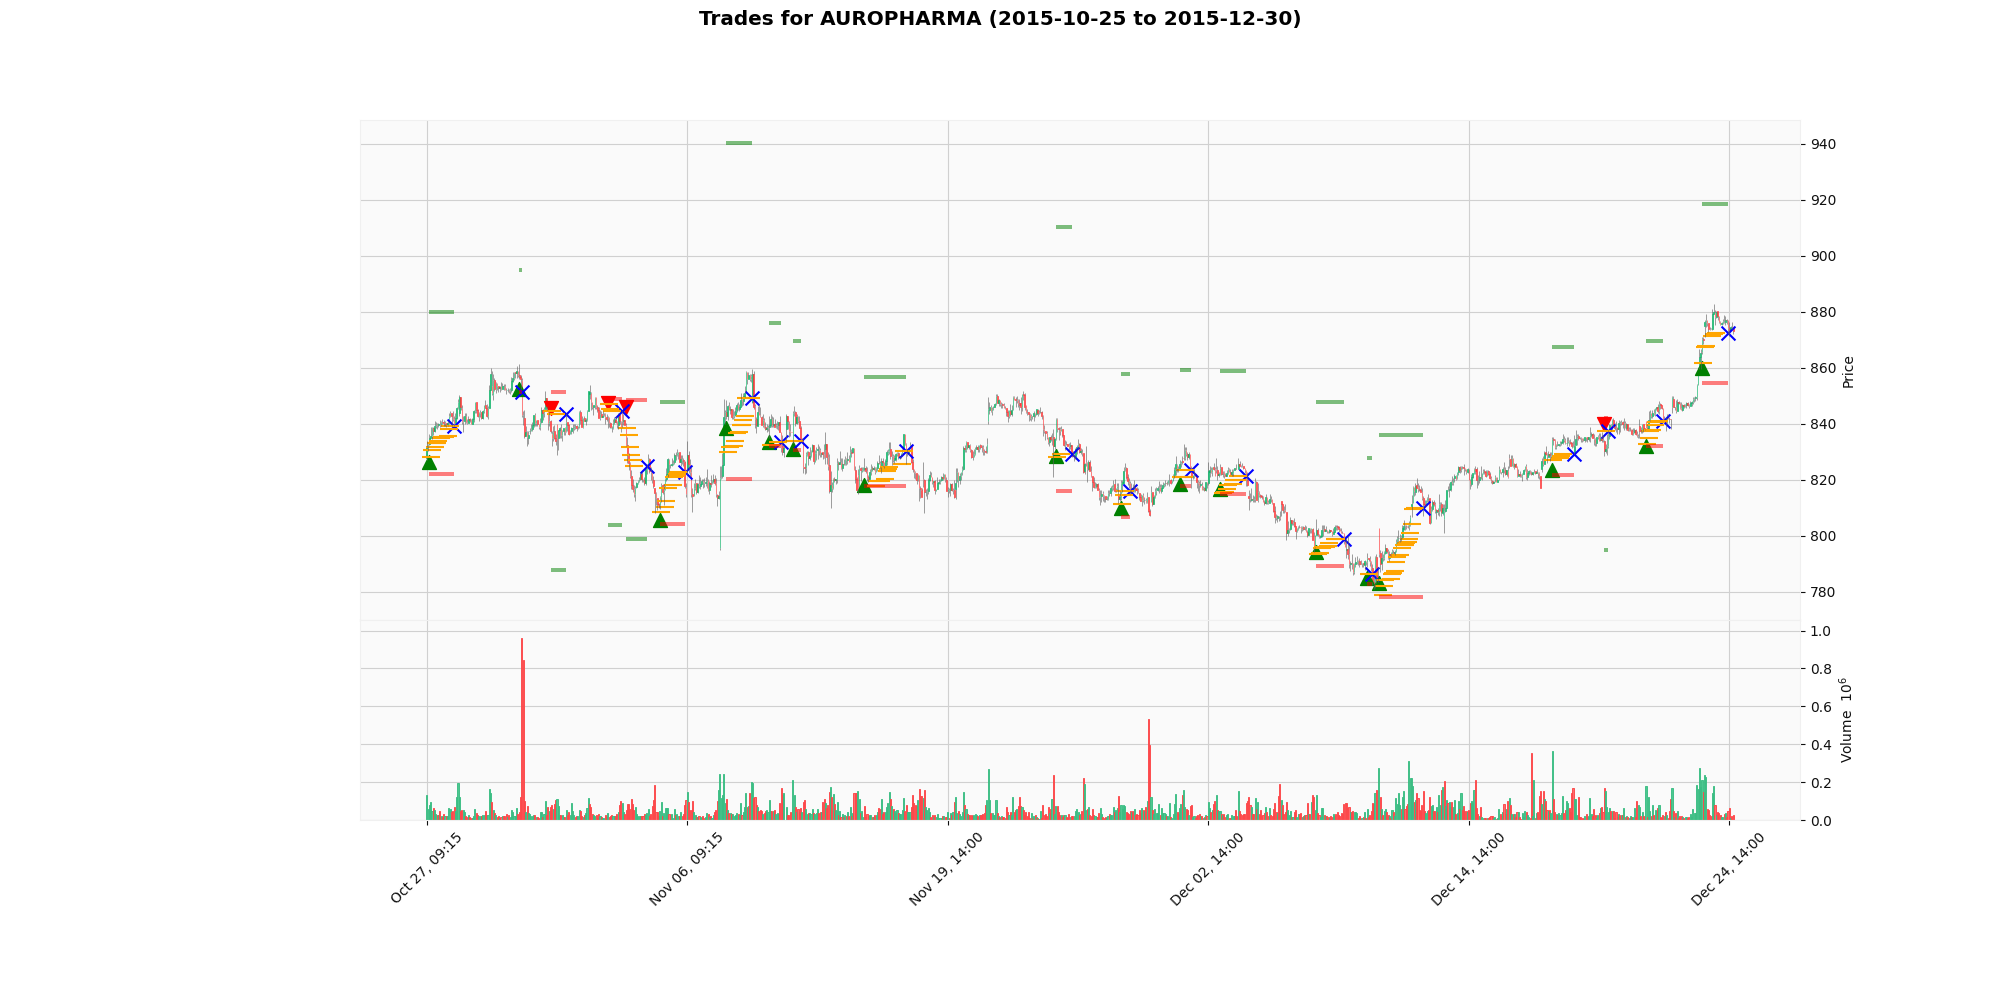 Trades for AUROPHARMA (2015-10-25 to 2015-12-30)
940
920
900
880
860
840
820
800
780
Price
1.0
0.8
0.6
0.4
0.2
0.0
Volume 10^6
Oct 27, 09:15
Nov 06, 09:15
Nov 19, 14:00
Dec 02, 14:00
Dec 14, 14:00
Dec 24, 14:00